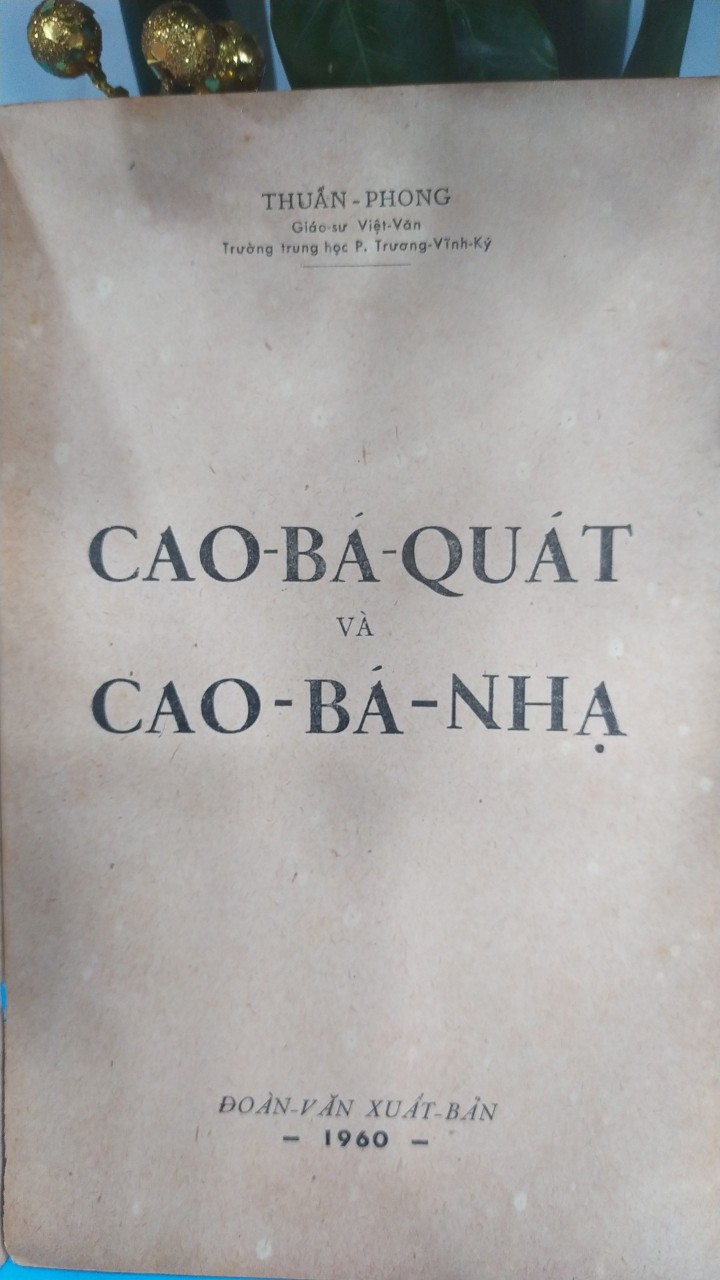 THUẦN-PHONG
Giáo-sư Việt-Văn
Trường trung học P. Trương-Vĩnh-Ký
CAO-BÁ-QUÁT
VÀ
CAO-BÁ-NHẠ
ĐOÀN-VĂN XUẤT-BẢN
- 1960 -